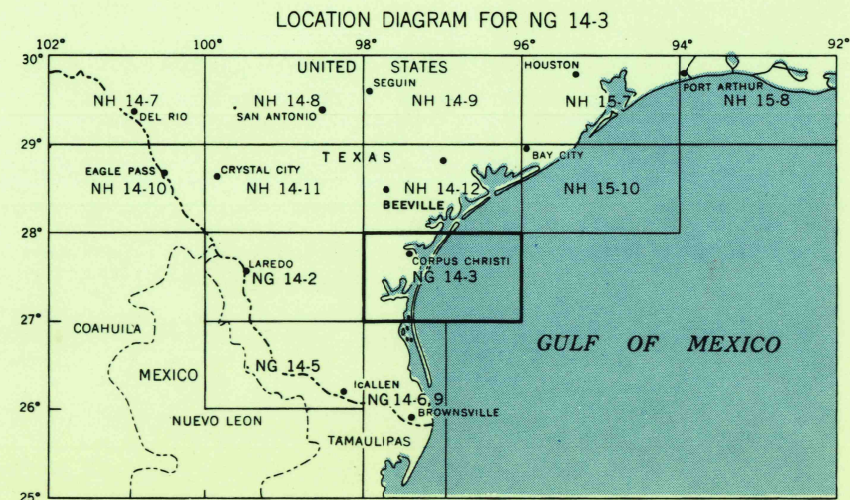 LOCATION DIAGRAM FOR NG 14-3
102° 100° 98° 96° 94° 92°
30°
UNITED STATES
HOUSTON
SEGUIN
PORT ARTHUR
NH 14-7 NH 14-8 NH 14-9 NH 15-7 NH 15-8
DEL RIO SAN ANTONIO
29°
TEXAS
BAY CITY
EAGLE PASS CRYSTAL CITY
NH 14-10 NH 14-11 NH 14-12 NH 15-10
BEEVILLE
28°
LAREDO CORPUS CHRISTI
NG 14-2 NG 14-3
27°
COAHUILA
GULF OF MEXICO
NG 14-5
MEXICO
ICALLEN
NG 14-6,9
26°
BROWNSVILLE
NUEVO LEON
TAMAULIPAS
25°